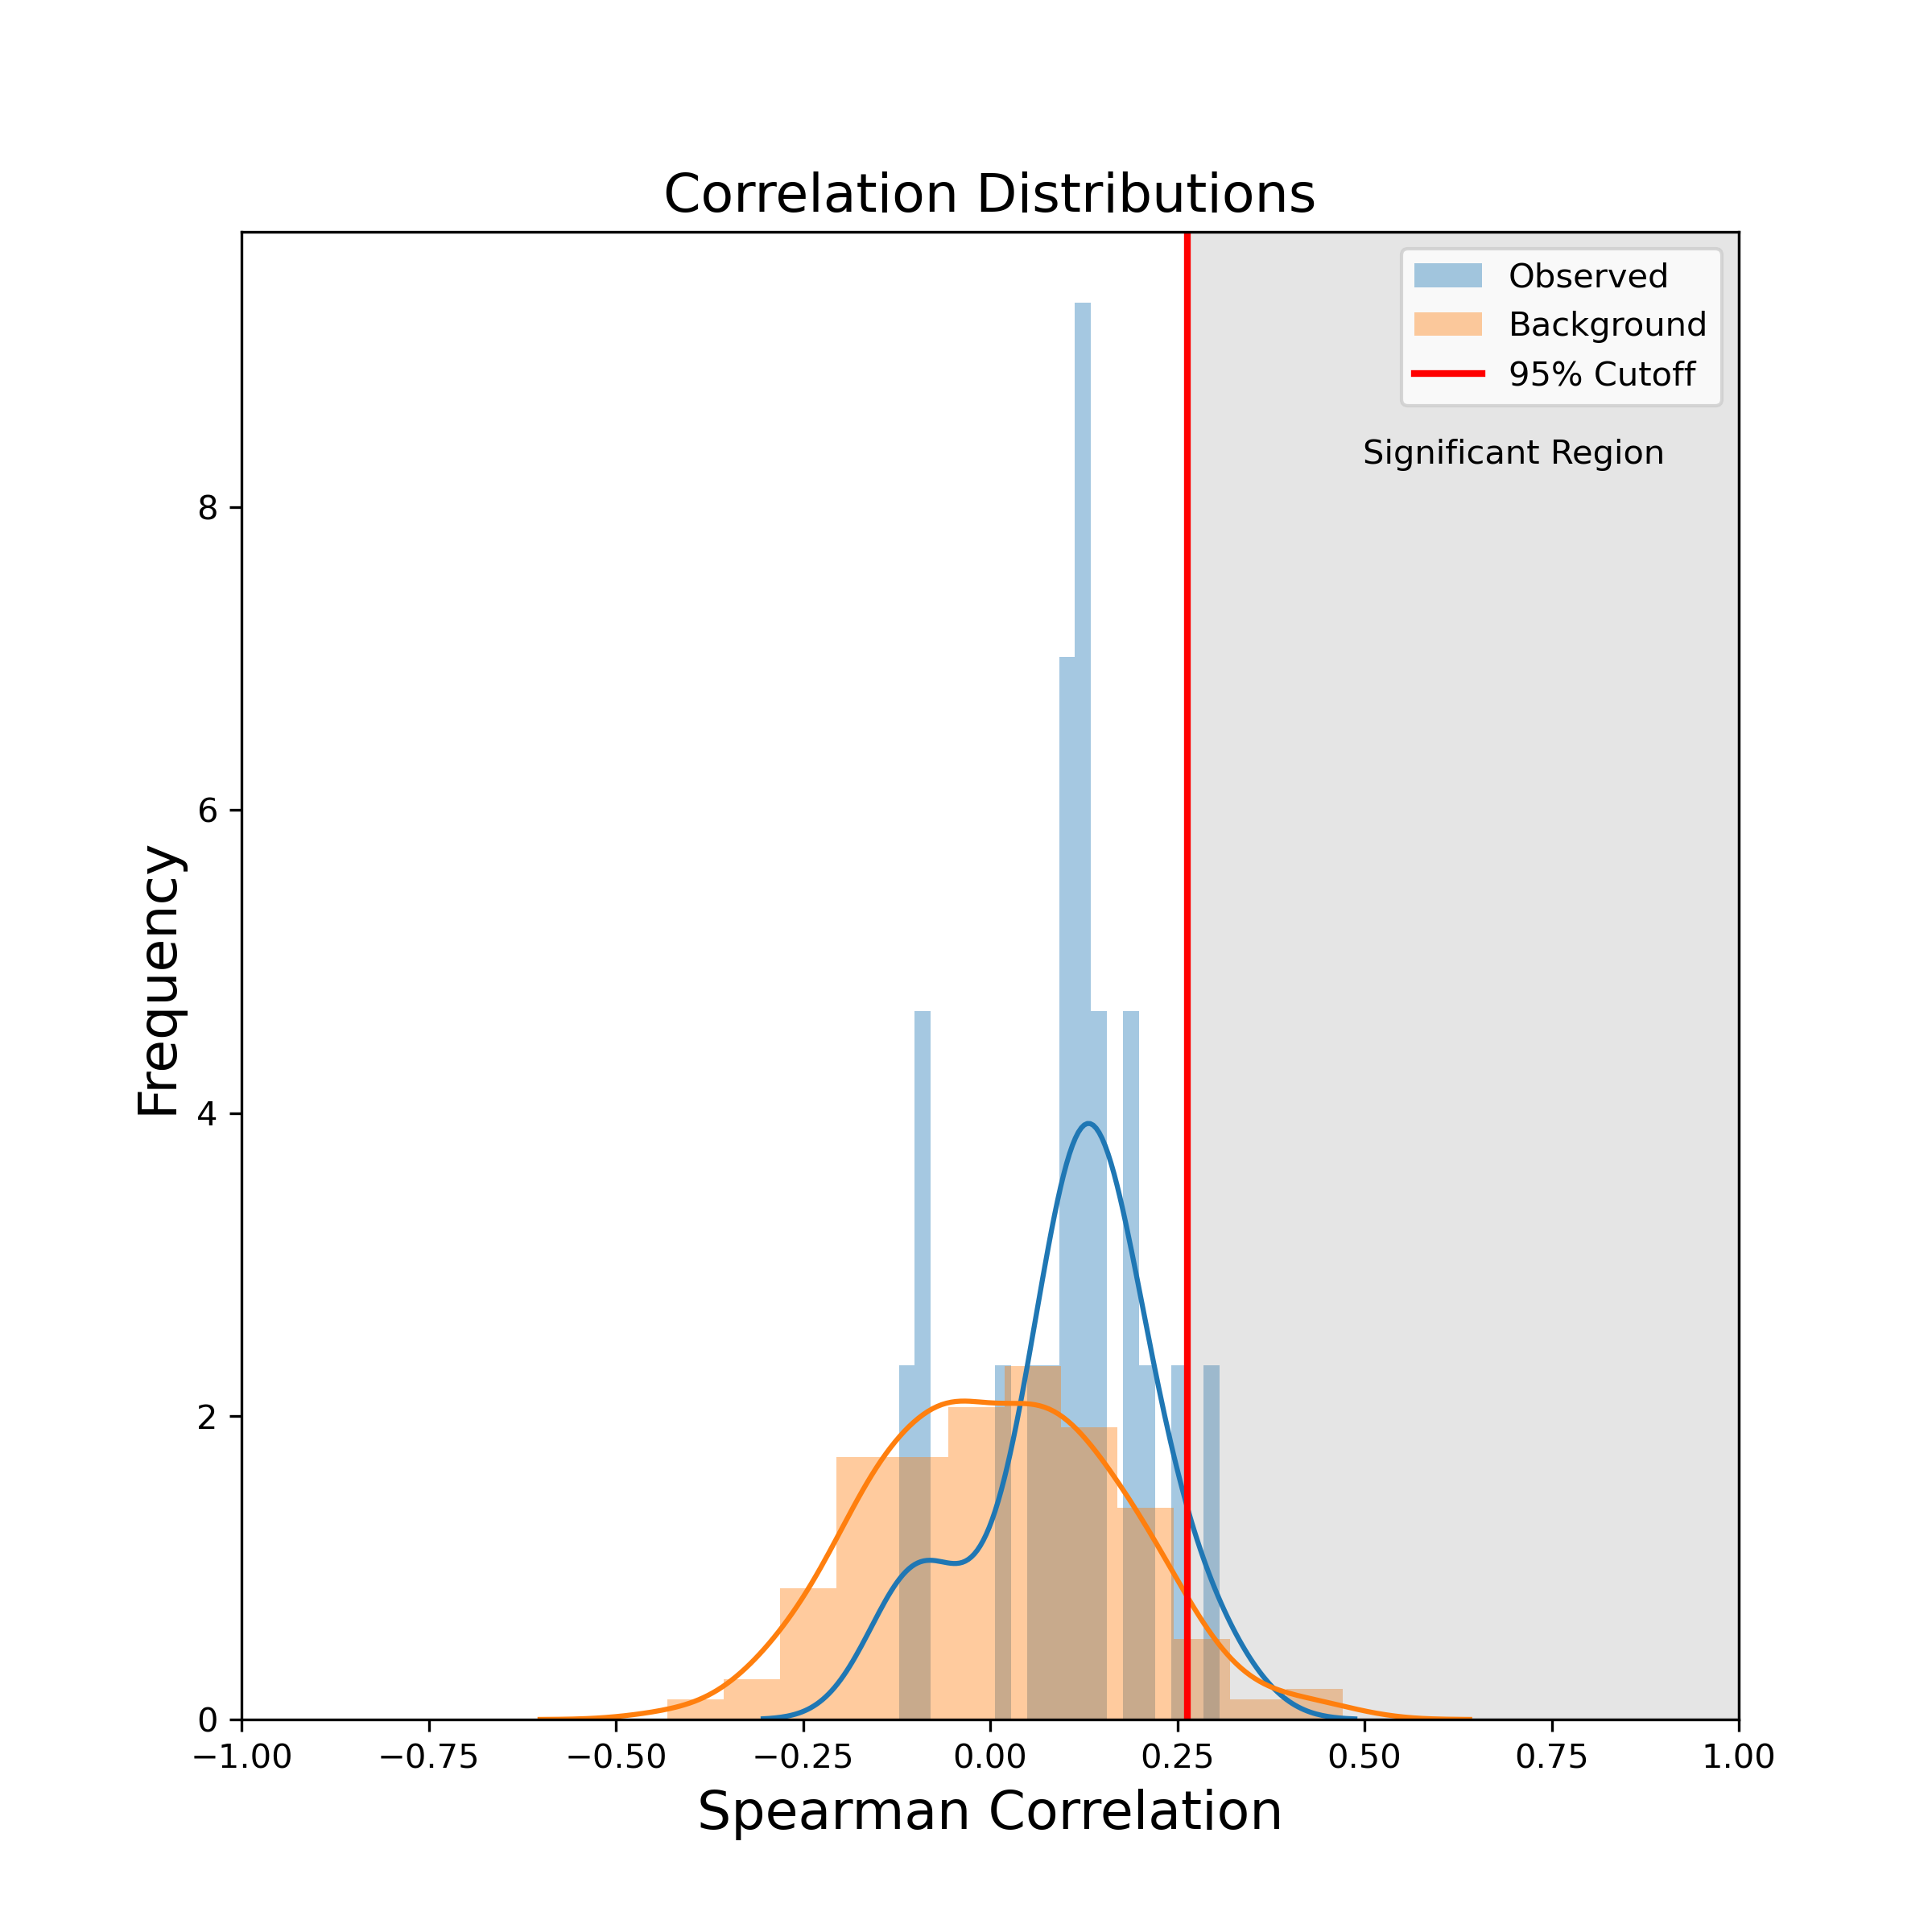 Correlation Distributions
Observed
Background
95% Cutoff
Significant Region
8
6
4
2
0
Frequency
−1.00 −0.75 −0.50 −0.25 0.00 0.25 0.50 0.75 1.00
Spearman Correlation